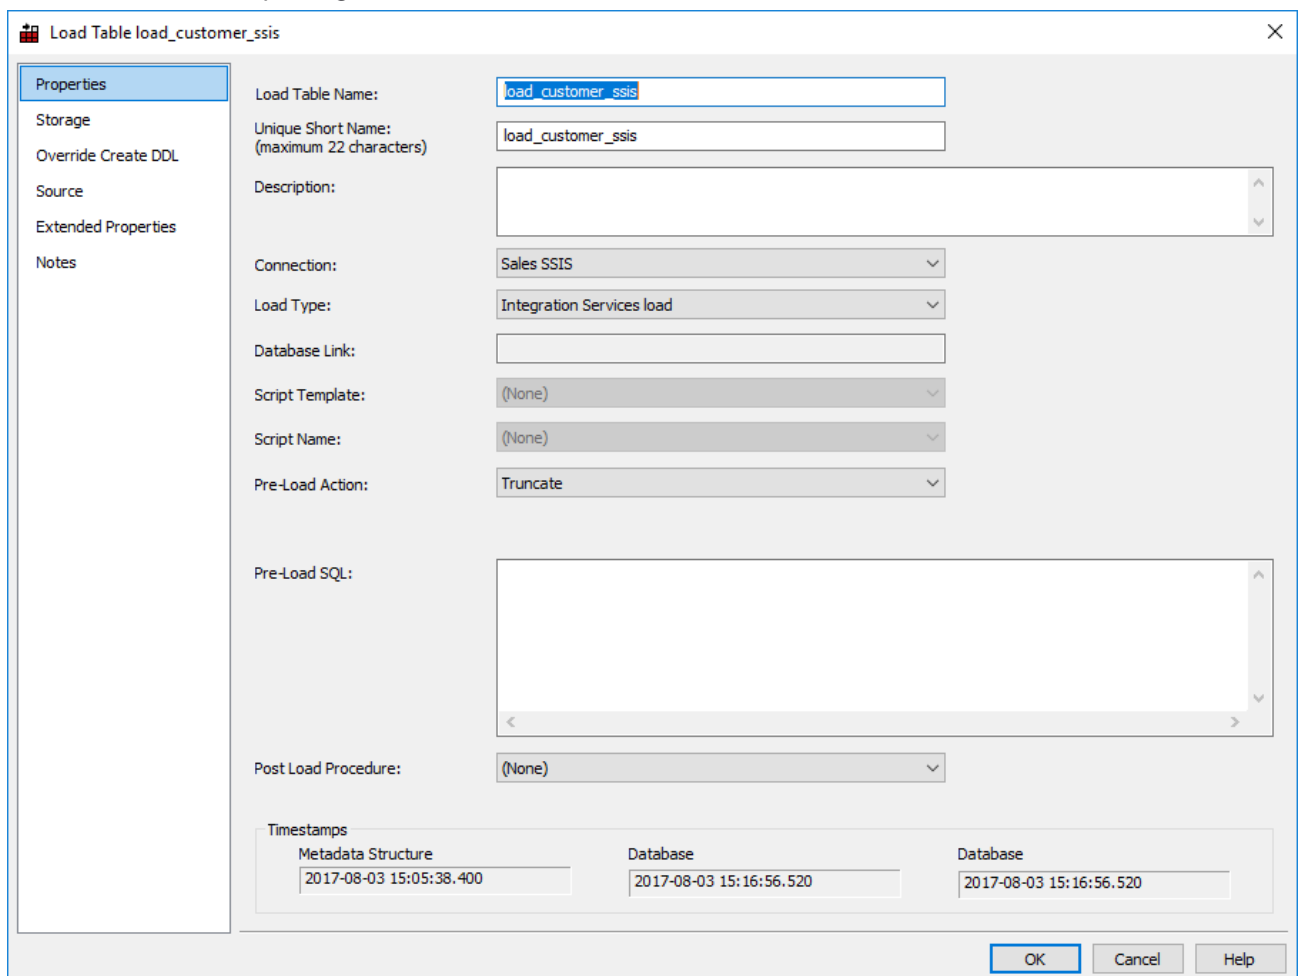 Load Table load_customer_ssis
Properties
Storage
Override Create DDL
Source
Extended Properties
Notes
Load Table Name: load_customer_ssis
Unique Short Name:
(maximum 22 characters) load_customer_ssis
Description:
Connection: Sales SSIS
Load Type: Integration Services load
Database Link:
Script Template: (None)
Script Name: (None)
Pre-Load Action: Truncate
Pre-Load SQL:
Post Load Procedure: (None)
Timestamps
Metadata Structure Database Database
2017-08-03 15:05:38.400 2017-08-03 15:16:56.520 2017-08-03 15:16:56.520
OK Cancel Help